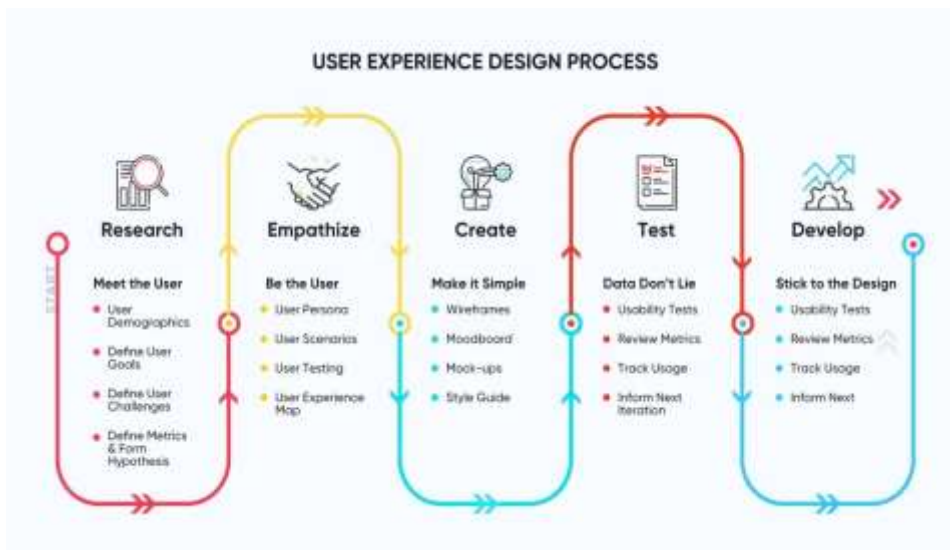 USER EXPERIENCE DESIGN PROCESS
Research
Empathize
Create
Test
Develop
START
Meet the User
User
Demographics
Define User
Goals
Define User
Challenges
Define Metrics
& Form
Hypothesis
Be the User
User Persona
User Scenarios
User Testing
User Experience
Map
Make it Simple
Wireframes
Moodboard
Mock-ups
Style Guide
Data Don't Lie
Usability Tests
Review Metrics
Track Usage
Inform Next
Iteration
Stick to the Design
Usability Tests
Review Metrics
Track Usage
Inform Next